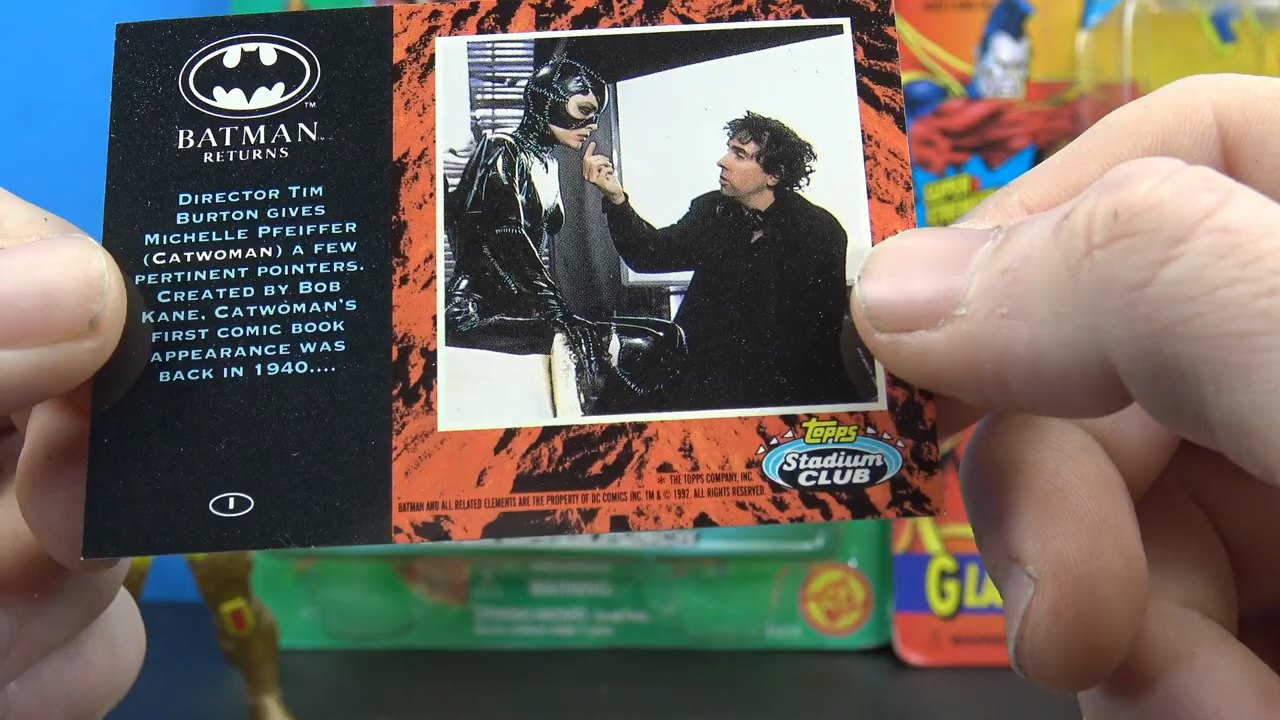 BATMAN™
RETURNS
DIRECTOR TIM
BURTON GIVES
MICHELLE PFEIFFER
(CATWOMAN) A FEW
PERTINENT POINTERS.
CREATED BY BOB
KANE, CATWOMAN'S
FIRST COMIC BOOK
APPEARANCE WAS
BACK IN 1940....
1
TOPPS
Stadium
CLUB
* THE TOPPS COMPANY, INC.
BATMAN AND ALL RELATED ELEMENTS ARE THE PROPERTY OF DC COMICS INC. TM & © 1992. ALL RIGHTS RESERVED.
SUPER
GLA